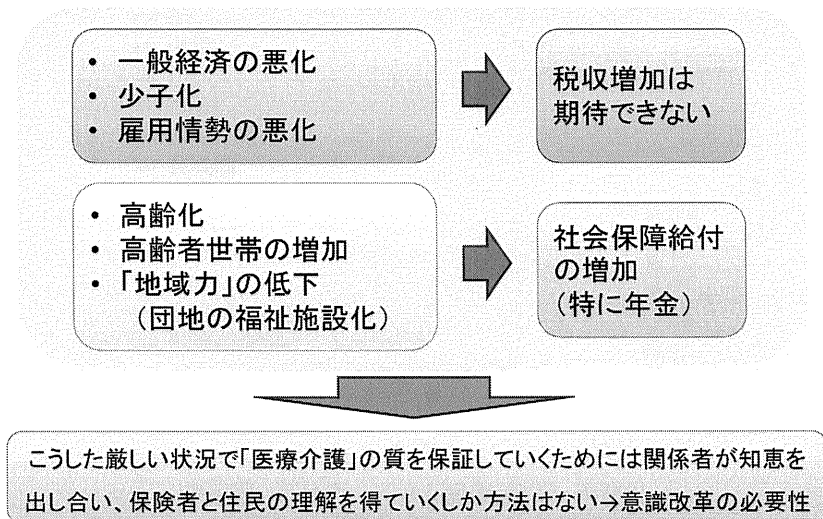 ・ 一般経済の悪化
・ 少子化
・ 雇用情勢の悪化
税収増加は
期待できない
・ 高齢化
・ 高齢者世帯の増加
・ 「地域力」の低下
（団地の福祉施設化）
社会保障給付
の増加
（特に年金）
こうした厳しい状況で「医療介護」の質を保証していくためには関係者が知恵を
出し合い、保険者と住民の理解を得ていくしか方法はない→意識改革の必要性